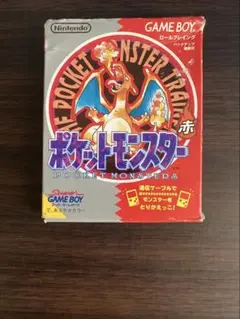 Nintendo
GAME BOY
ロールプレイング
POCKET MONSTER TRAINE
赤
ポケットモンスター
Super
GAME BOY
通信ケーブルで
モンスターを
とりかえっこ!